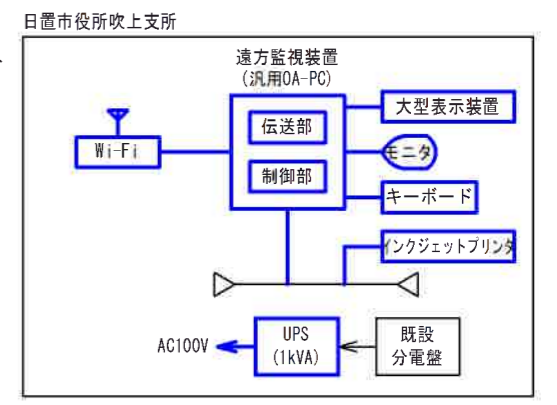 日置市役所吹上支所
遠方監視装置
(汎用OA-PC)
伝送部
制御部
Wi-Fi
大型表示装置
モニタ
キーボード
インクジェットプリンタ
AC100V
UPS
(1kVA)
既設
分電盤